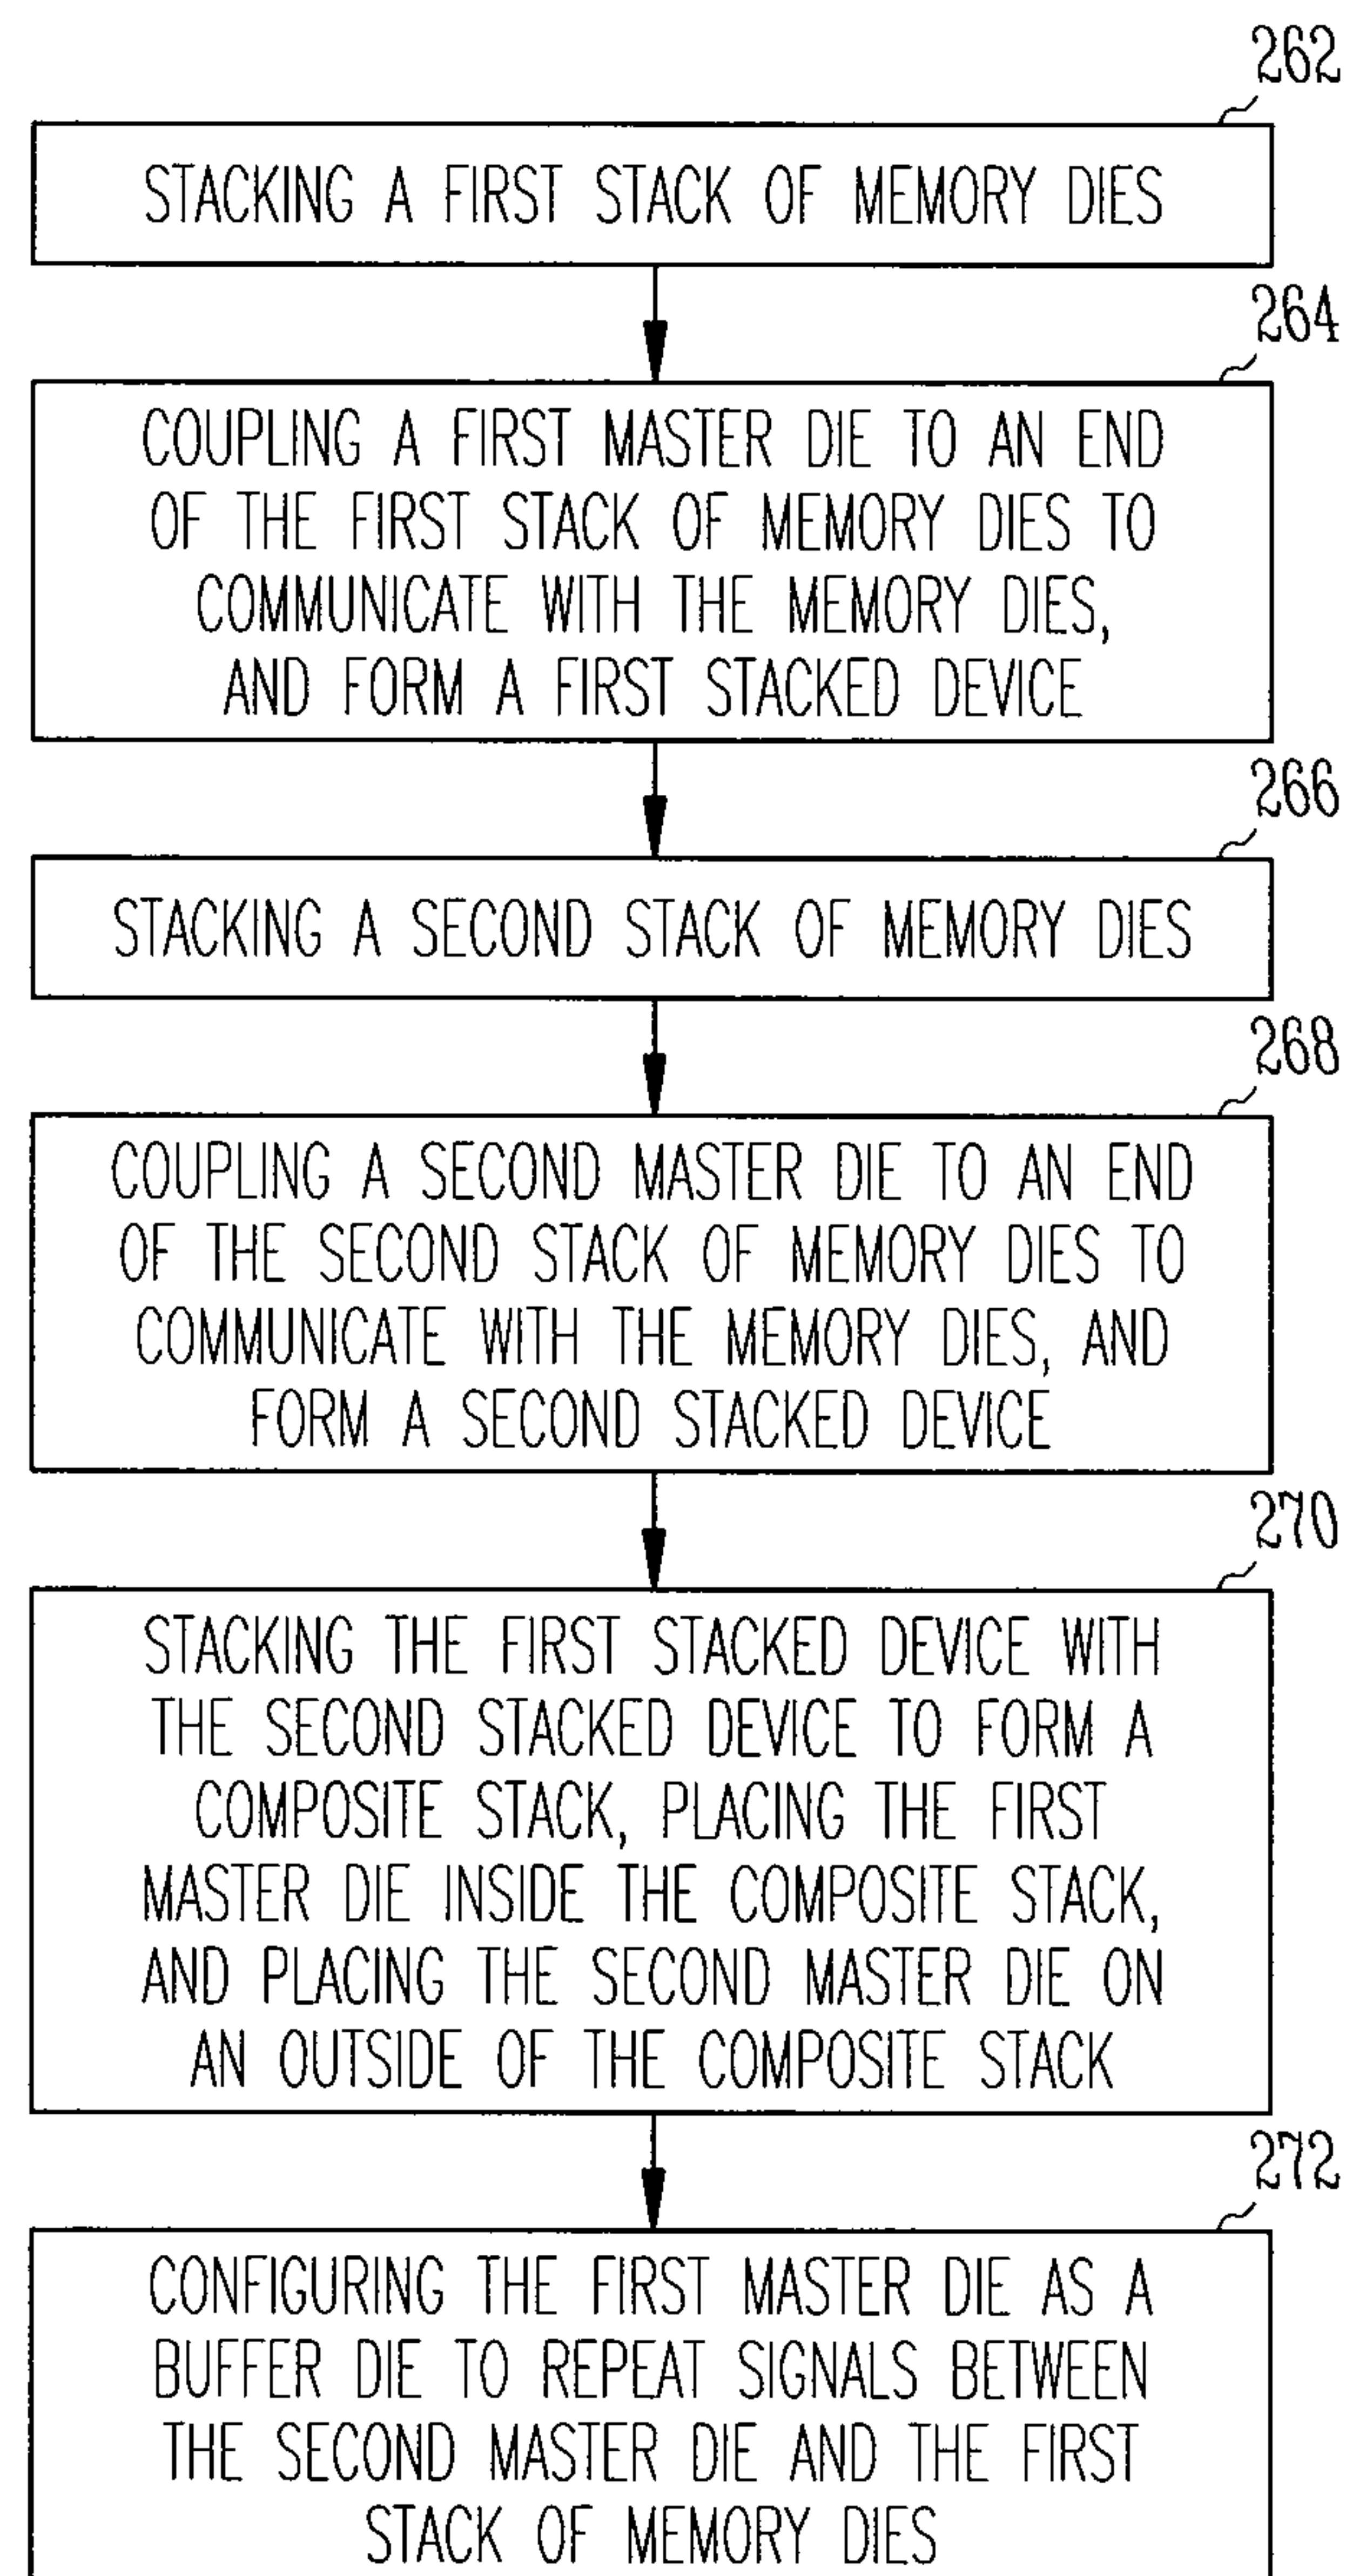 262
STACKING A FIRST STACK OF MEMORY DIES
264
COUPLING A FIRST MASTER DIE TO AN END
OF THE FIRST STACK OF MEMORY DIES TO
COMMUNICATE WITH THE MEMORY DIES,
AND FORM A FIRST STACKED DEVICE
266
STACKING A SECOND STACK OF MEMORY DIES
268
COUPLING A SECOND MASTER DIE TO AN END
OF THE SECOND STACK OF MEMORY DIES TO
COMMUNICATE WITH THE MEMORY DIES, AND
FORM A SECOND STACKED DEVICE
270
STACKING THE FIRST STACKED DEVICE WITH
THE SECOND STACKED DEVICE TO FORM A
COMPOSITE STACK, PLACING THE FIRST
MASTER DIE INSIDE THE COMPOSITE STACK,
AND PLACING THE SECOND MASTER DIE ON
AN OUTSIDE OF THE COMPOSITE STACK
272
CONFIGURING THE FIRST MASTER DIE AS A
BUFFER DIE TO REPEAT SIGNALS BETWEEN
THE SECOND MASTER DIE AND THE FIRST
STACK OF MEMORY DIES